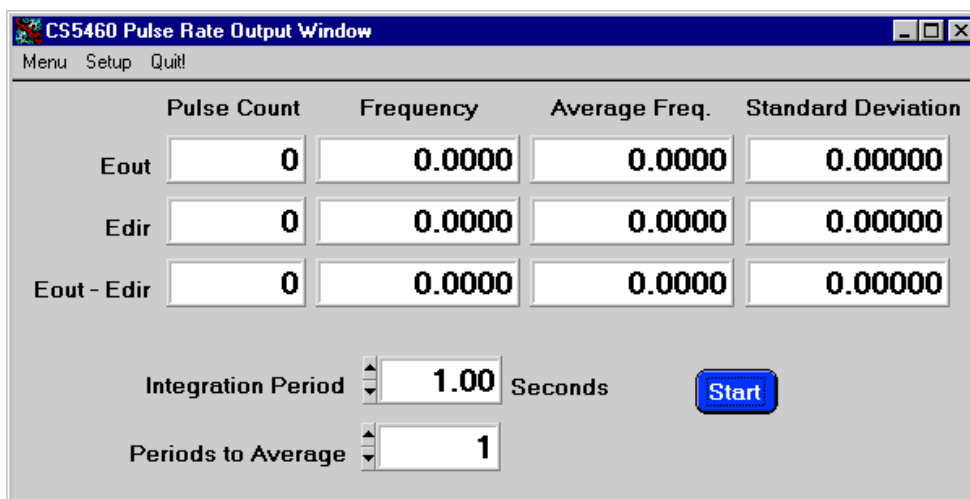 CS5460 Pulse Rate Output Window
Menu Setup Quit!
Pulse Count Frequency Average Freq. Standard Deviation
Eout 0 0.0000 0.0000 0.00000
Edir 0 0.0000 0.0000 0.00000
Eout - Edir 0 0.0000 0.0000 0.00000
Integration Period 1.00 Seconds Start
Periods to Average 1